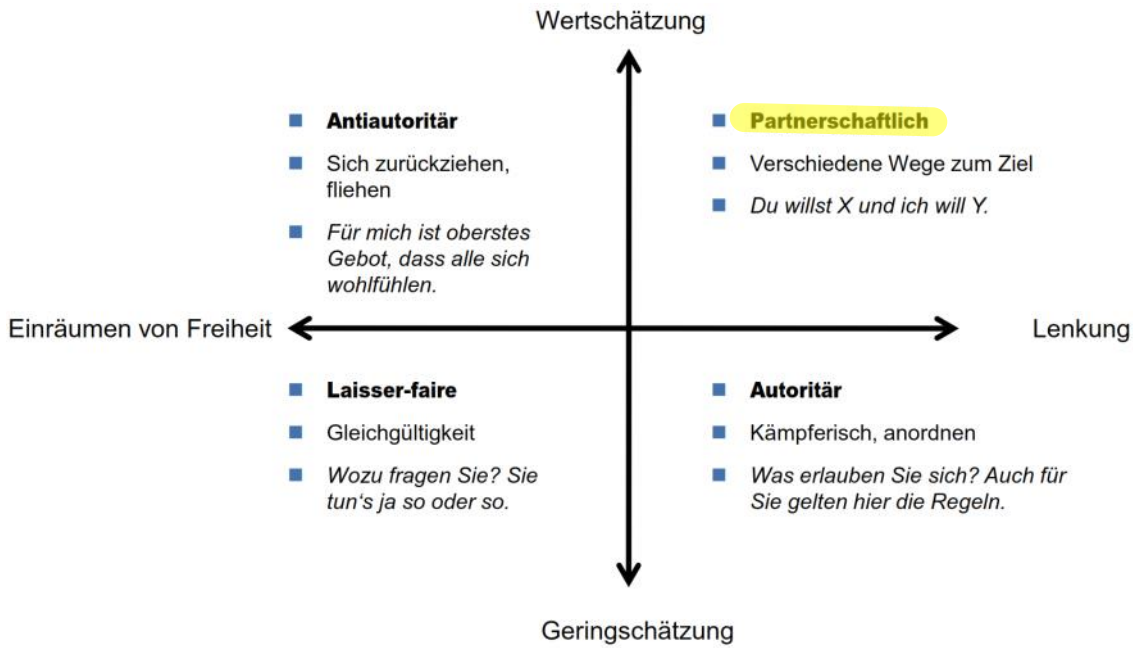 Wertschätzung
Antiautoritär
Sich zurückziehen,
fliehen
Für mich ist oberstes
Gebot, dass alle sich
wohlfühlen.
Partnerschaftlich
Verschiedene Wege zum Ziel
Du willst X und ich will Y.
Einräumen von Freiheit
Lenkung
Laisser-faire
Gleichgültigkeit
Wozu fragen Sie? Sie
tun‘s ja so oder so.
Autoritär
Kämpferisch, anordnen
Was erlauben Sie sich? Auch für
Sie gelten hier die Regeln.
Geringschätzung